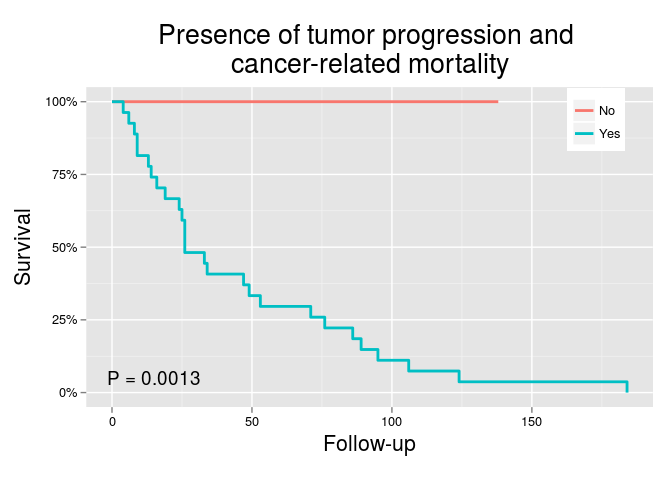 Presence of tumor progression and
cancer-related mortality
No
Yes
100%
75%
50%
25%
0%
Survival
P = 0.0013
0
50
100
150
Follow-up